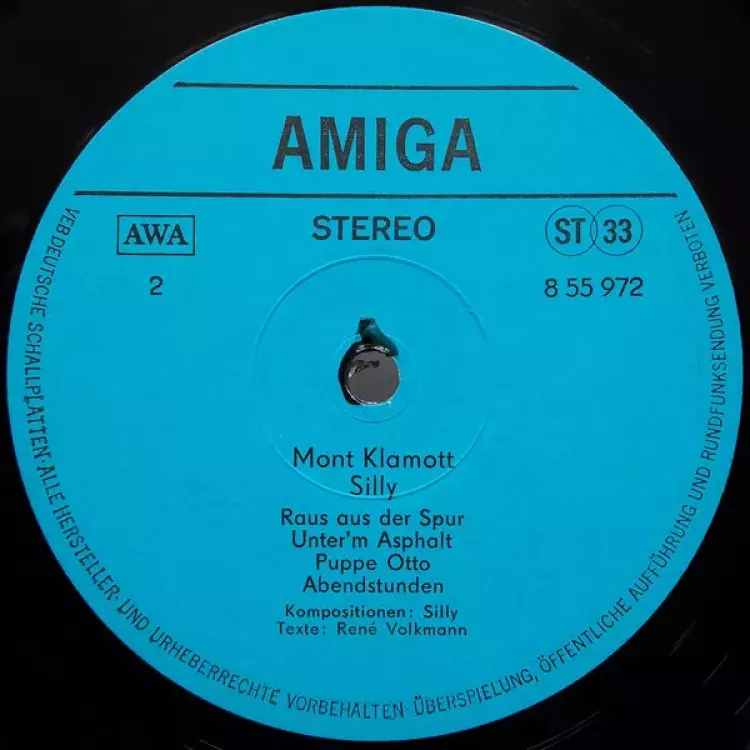 AMIGA
AWA
STEREO
ST 33
2
8 55 972
Mont Klamott
Silly
Raus aus der Spur
Unter'm Asphalt
Puppe Otto
Abendstunden
Kompositionen: Silly
Texte: René Volkmann
VEB DEUTSCHE SCHALLPLATTEN · ALLE HERSTELLER- UND URHEBERRECHTE VORBEHALTEN · ÜBERSPIELUNG, ÖFFENTLICHE AUFFÜHRUNG UND RUNDFUNKSENDUNG VERBOTEN